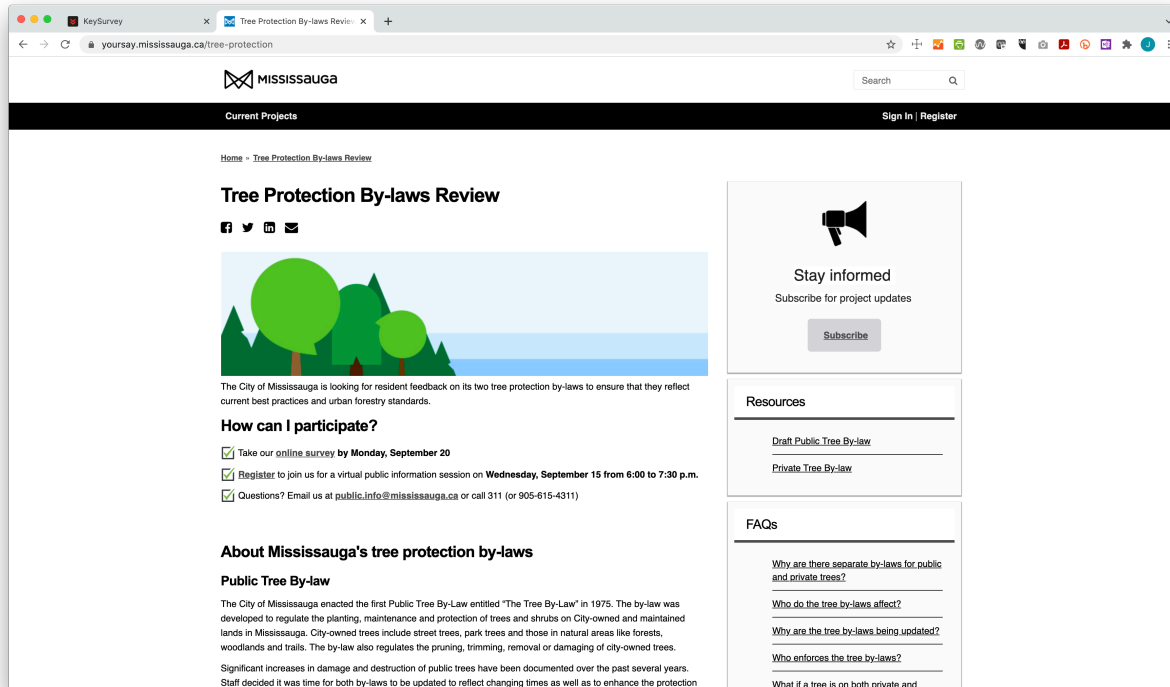 KeySurvey
Tree Protection By-laws Review
yoursay.mississauga.ca/tree-protection
MISSISSAUGA
Search
Current Projects
Sign In | Register
Home » Tree Protection By-laws Review
Tree Protection By-laws Review
The City of Mississauga is looking for resident feedback on its two tree protection by-laws to ensure that they reflect
current best practices and urban forestry standards.
How can I participate?
Take our online survey by Monday, September 20
Register to join us for a virtual public information session on Wednesday, September 15 from 6:00 to 7:30 p.m.
Questions? Email us at public.info@mississauga.ca or call 311 (or 905-615-4311)
About Mississauga's tree protection by-laws
Public Tree By-law
The City of Mississauga enacted the first Public Tree By-Law entitled “The Tree By-Law” in 1975. The by-law was
developed to regulate the planting, maintenance and protection of trees and shrubs on City-owned and maintained
lands in Mississauga. City-owned trees include street trees, park trees and those in natural areas like forests,
woodlands and trails. The by-law also regulates the pruning, trimming, removal or damaging of city-owned trees.
Significant increases in damage and destruction of public trees have been documented over the past several years.
Staff decided it was time for both by-laws to be updated to reflect changing times as well as to enhance the protection
Stay informed
Subscribe for project updates
Subscribe
Resources
Draft Public Tree By-law
Private Tree By-law
FAQs
Why are there separate by-laws for public
and private trees?
Who do the tree by-laws affect?
Why are the tree by-laws being updated?
Who enforces the tree by-laws?
What if a tree is on both private and